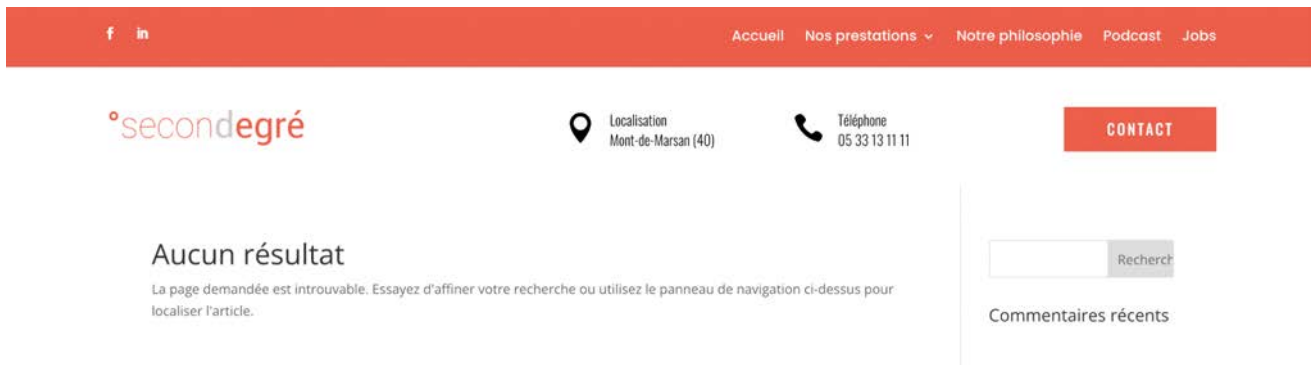 f in
Accueil Nos prestations Notre philosophie Podcast Jobs
°secondegré
Localisation
Mont-de-Marsan (40)
Téléphone
05 33 13 11 11
CONTACT
Aucun résultat
La page demandée est introuvable. Essayez d'affiner votre recherche ou utilisez le panneau de navigation ci-dessus pour
localiser l'article.
Recherch
Commentaires récents